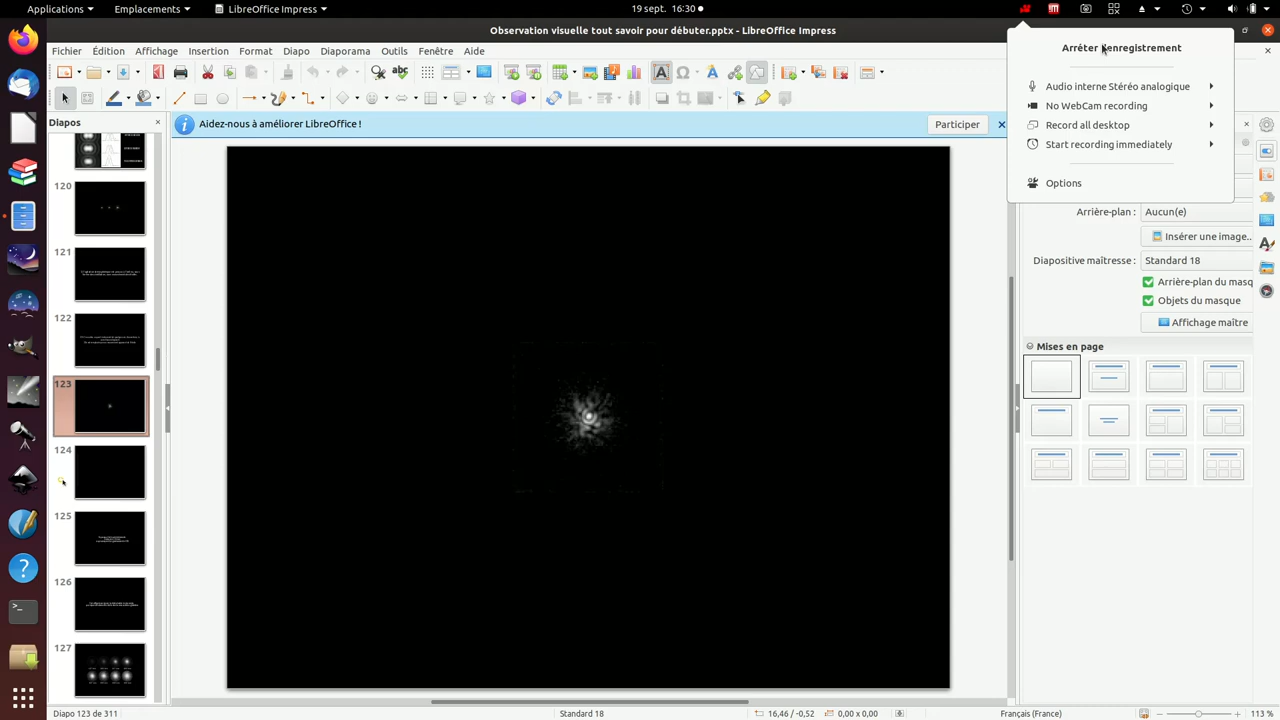 Applications
Emplacements
LibreOffice Impress
19 sept. 16:30
Observation visuelle tout savoir pour débuter.pptx - LibreOffice Impress
Fichier Édition Affichage Insertion Format Diapo Diaporama Outils Fenêtre Aide
Arrêter l'enregistrement
Audio interne Stéréo analogique
No WebCam recording
Record all desktop
Start recording immediately
Options
Diapos
Aidez-nous à améliorer LibreOffice !
Participer
120
121
122
123
124
125
126
127
Arrière-plan :
Aucun(e)
Insérer une image...
Diapositive maîtresse :
Standard 18
Arrière-plan du masq
Objets du masque
Affichage maître
Mises en page
Diapo 123 de 311
Standard 18
16,46 / -0,52
0,00 x 0,00
Français (France)
113 %